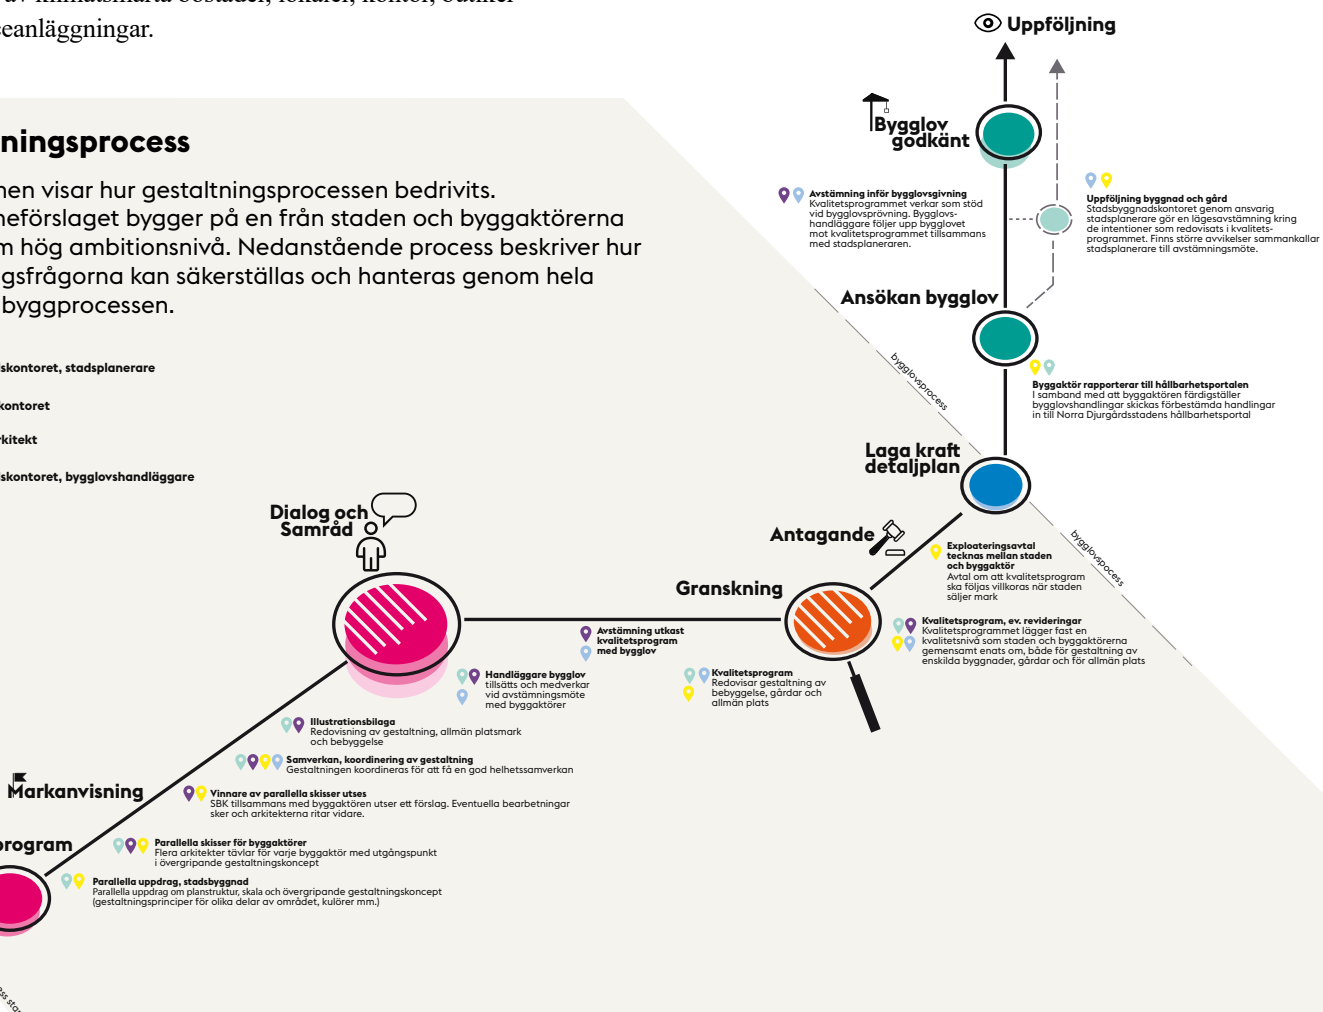 eanläggningar.
Uppföljning
Bygglov
godkänt
ningsprocess
nen visar hur gestaltningsprocessen bedrivits.
neförslaget bygger på en från staden och byggaktörerna
m hög ambitionsnivå. Nedanstående process beskriver hur
gsfrågorna kan säkerställas och hanteras genom hela
byggprocessen.
Avstämning inför bygglovsgivning
Kvalitetsprogrammet verkar som stöd
vid bygglovsprövning. Bygglovs-
handläggare följer upp bygglovet
mot kvalitetsprogrammet tillsammans
med stadsplaneraren.
Uppföljning byggnad och gård
Stadsbyggnadskontoret genom ansvarig
stadsplanerare gör en lägesavstämning kring
de intentioner som redovisats i kvalitets-
programmet. Finns större avvikelser sammankallar
stadsplanerare till avstämningsmöte.
Ansökan bygglov
bygglovsprocess
Byggaktör rapporterar till hållbarhetsportalen
I samband med att byggaktören färdigställer
bygglovshandlingar skickas förbestämda handlingar
in till Norra Djurgårdsstadens hållbarhetsportal
skontoret, stadsplanerare
kontoret
rkitekt
skontoret, bygglovshandläggare
Laga kraft
detaljplan
Dialog och
Samråd
Antagande
bygglovspocess
Exploateringsavtal
tecknas mellan staden
och byggaktör
Avtal om att kvalitetsprogram
ska följas villkoras när staden
säljer mark
Granskning
Avstämning utkast
kvalitetsprogram
med bygglov
Kvalitetsprogram, ev. revideringar
Kvalitetsprogrammet lägger fast en
kvalitetsnivå som staden och byggaktörerna
gemensamt enats om, både för gestaltning av
enskilda byggnader, gårdar och för allmän plats
Handläggare bygglov
tillsätts och medverkar
vid avstämningsmöte
med byggaktörer
Kvalitetsprogram
Redovisar gestaltning av
bebyggelse, gårdar och
allmän plats
Illustrationsbilaga
Redovisning av gestaltning, allmän platsmark
och bebyggelse
Samverkan, koordinering av gestaltning
Gestaltningen koordineras för att få en god helhetssamverkan
Markanvisning
Vinnare av parallella skisser utses
SBK tillsammans med byggaktören utser ett förslag. Eventuella bearbetningar
sker och arkitekterna ritar vidare.
program
Parallella skisser för byggaktörer
Flera arkitekter tävlar för varje byggaktör med utgångspunkt
i övergripande gestaltningskoncept
Parallella uppdrag, stadsbyggnad
Parallella uppdrag om planstruktur, skala och övergripande gestaltningskoncept
(gestaltningsprinciper för olika delar av området, kulörer mm.)